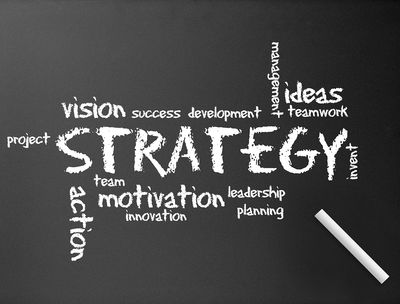 management
ideas
vision success development teamwork
project STRATEGY invent
team
action motivation leadership
innovation planning